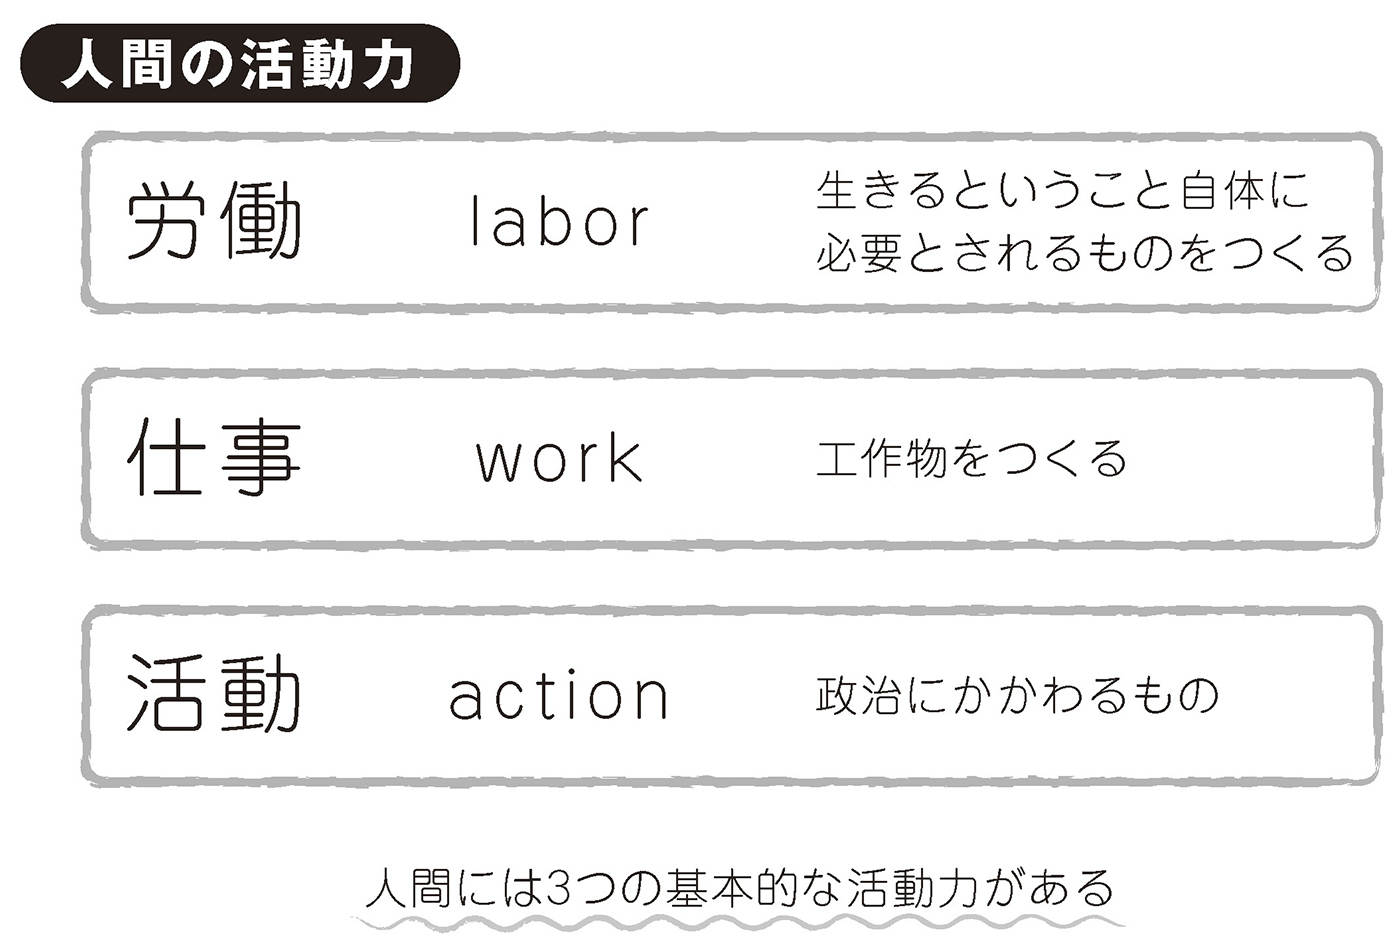 人間の活動力
労働 labor 生きるということ自体に
必要とされるものをつくる
仕事 work 工作物をつくる
活動 action 政治にかかわるもの
人間には3つの基本的な活動力がある